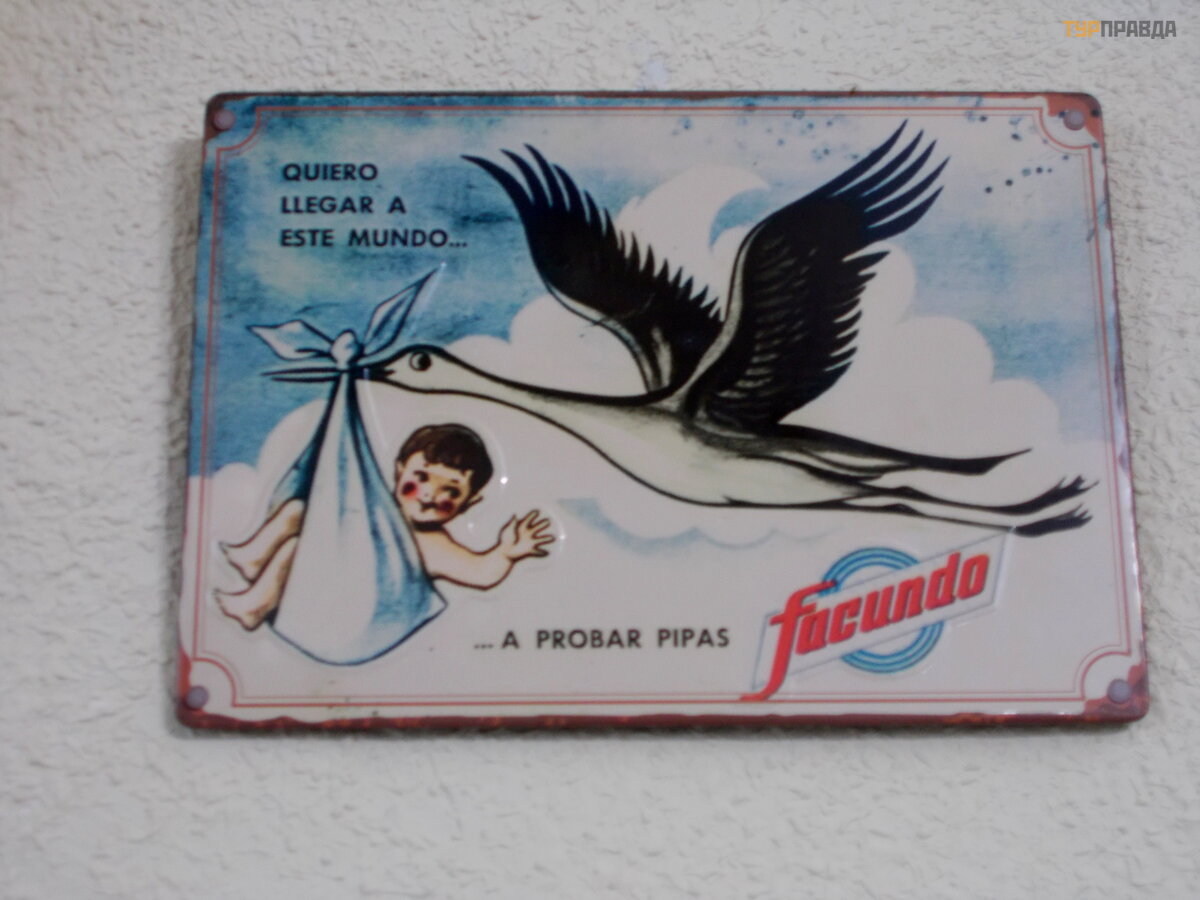 ТУРПРАВДА
QUIERO
LLEGAR A
ESTE MUNDO...
... A PROBAR PIPAS
facundo